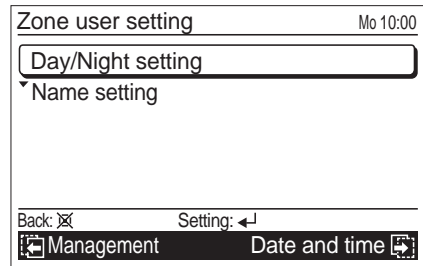 Zone user setting Mo 10:00
Day/Night setting
Name setting
Back: Setting:
Management Date and time